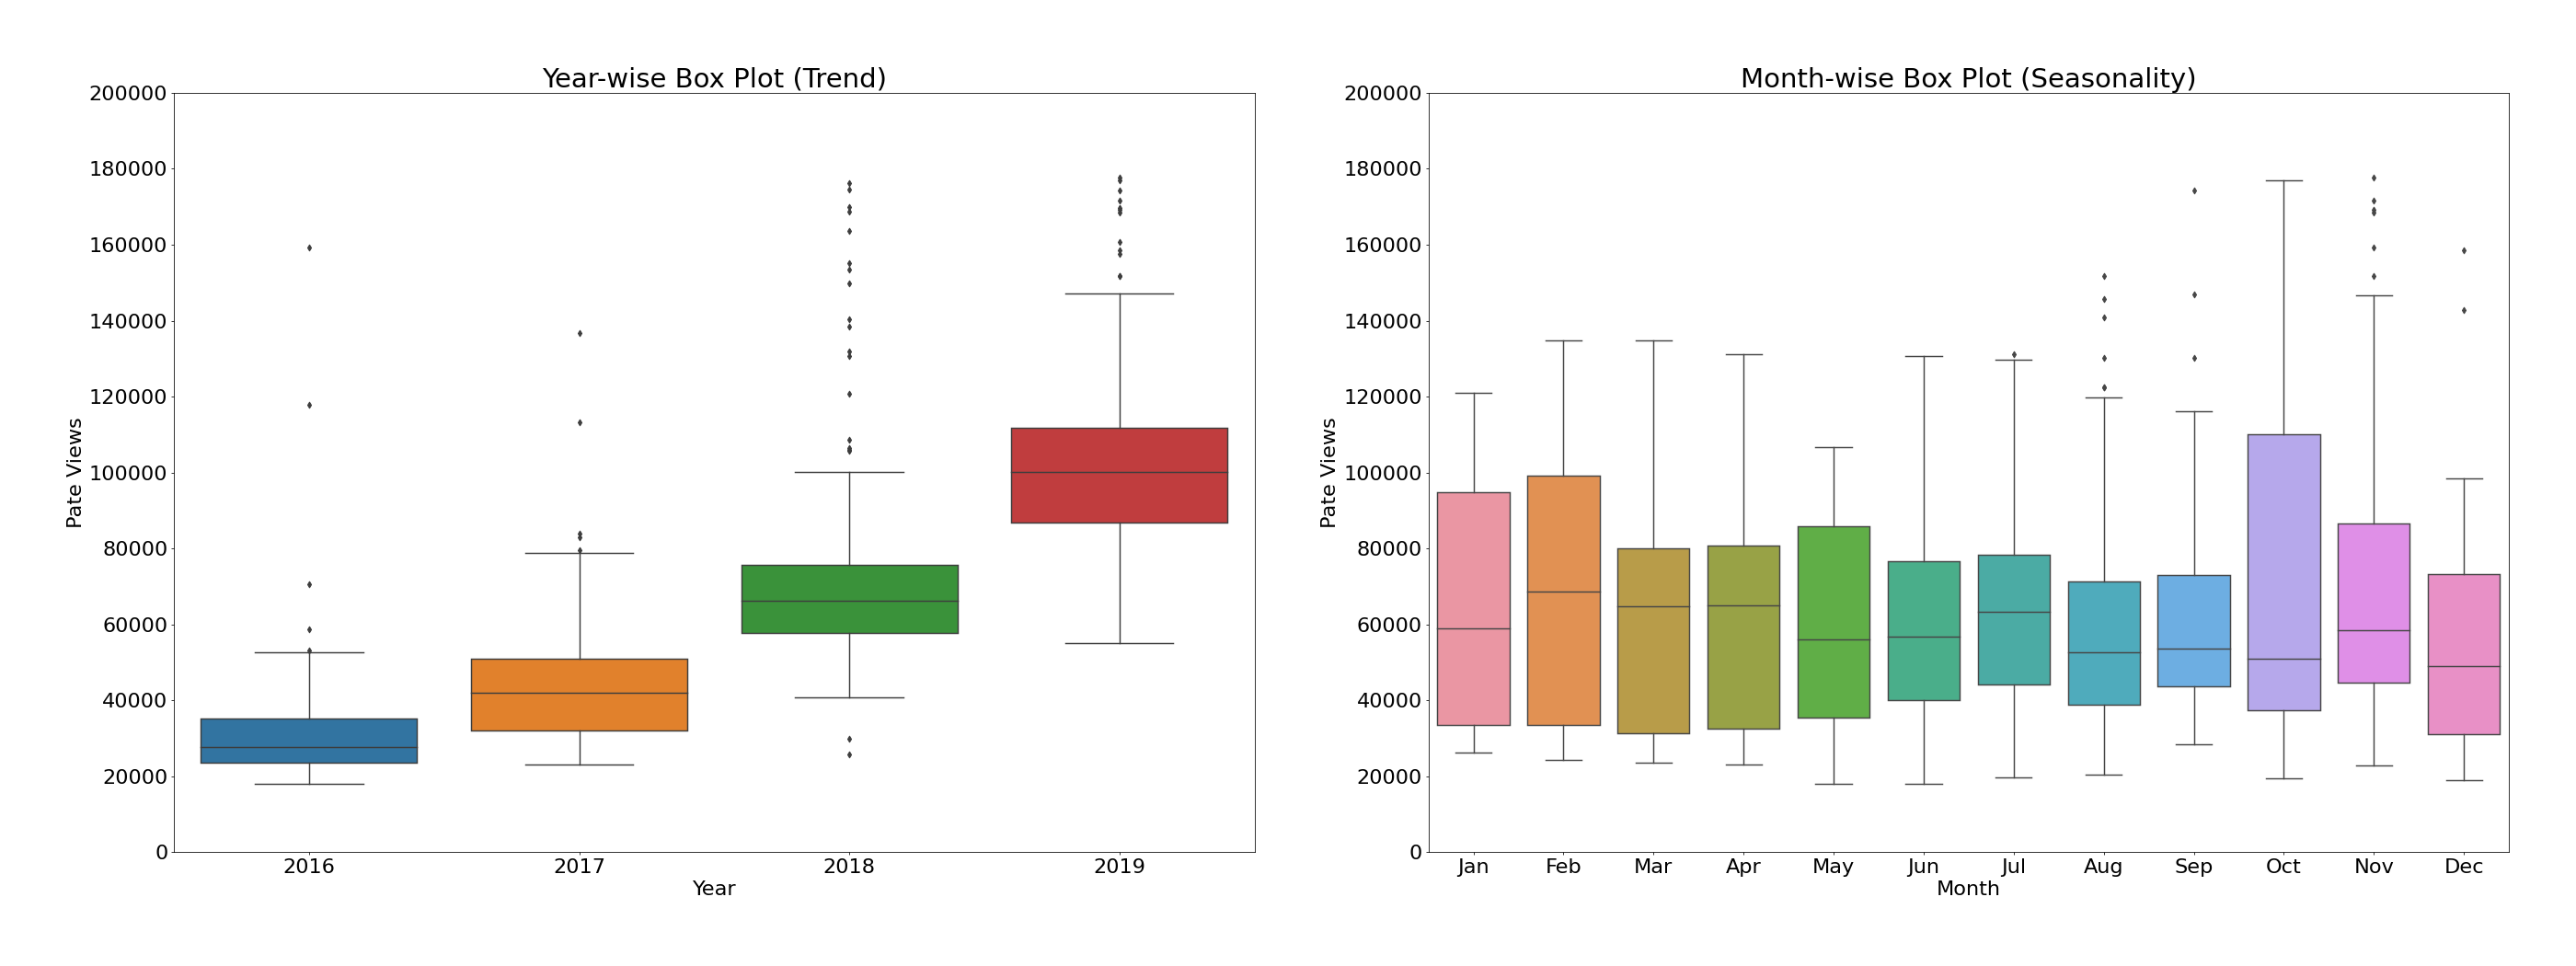 Year-wise Box Plot (Trend)
200000
180000
160000
140000
120000
100000
80000
60000
40000
20000
0
Pate Views
2016 2017 2018 2019
Year
Month-wise Box Plot (Seasonality)
200000
180000
160000
140000
120000
100000
80000
60000
40000
20000
0
Pate Views
Jan Feb Mar Apr May Jun Jul Aug Sep Oct Nov Dec
Month